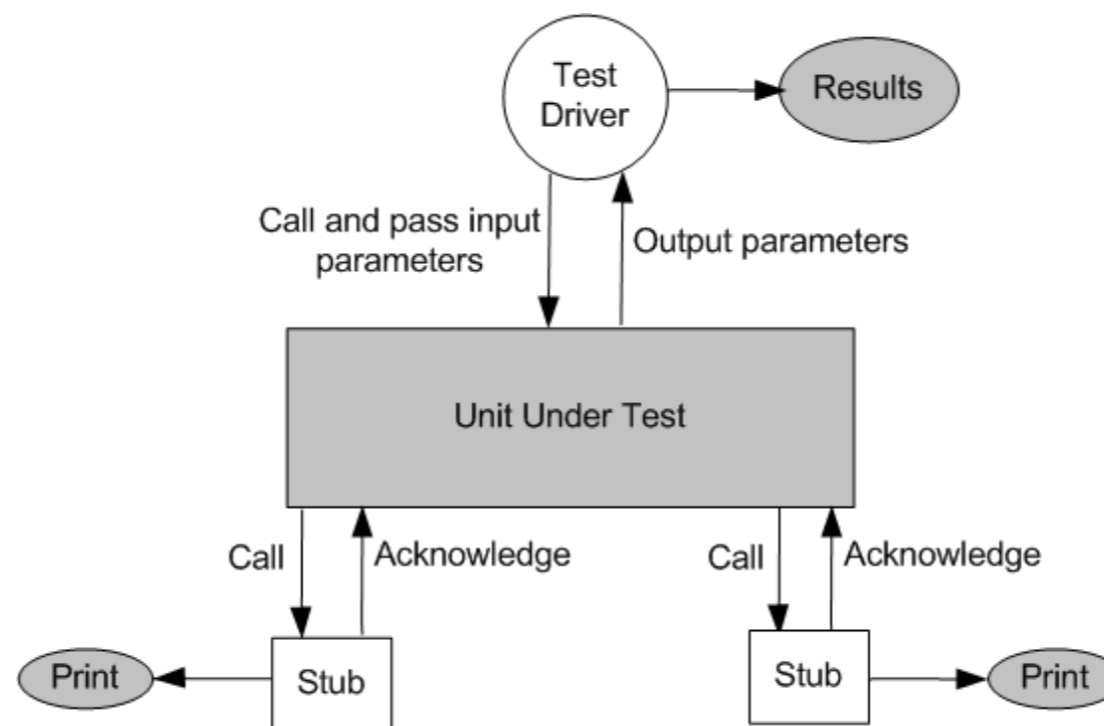 Test
Driver
Results
Call and pass input
parameters
Output parameters
Unit Under Test
Call
Acknowledge
Call
Acknowledge
Print
Stub
Stub
Print